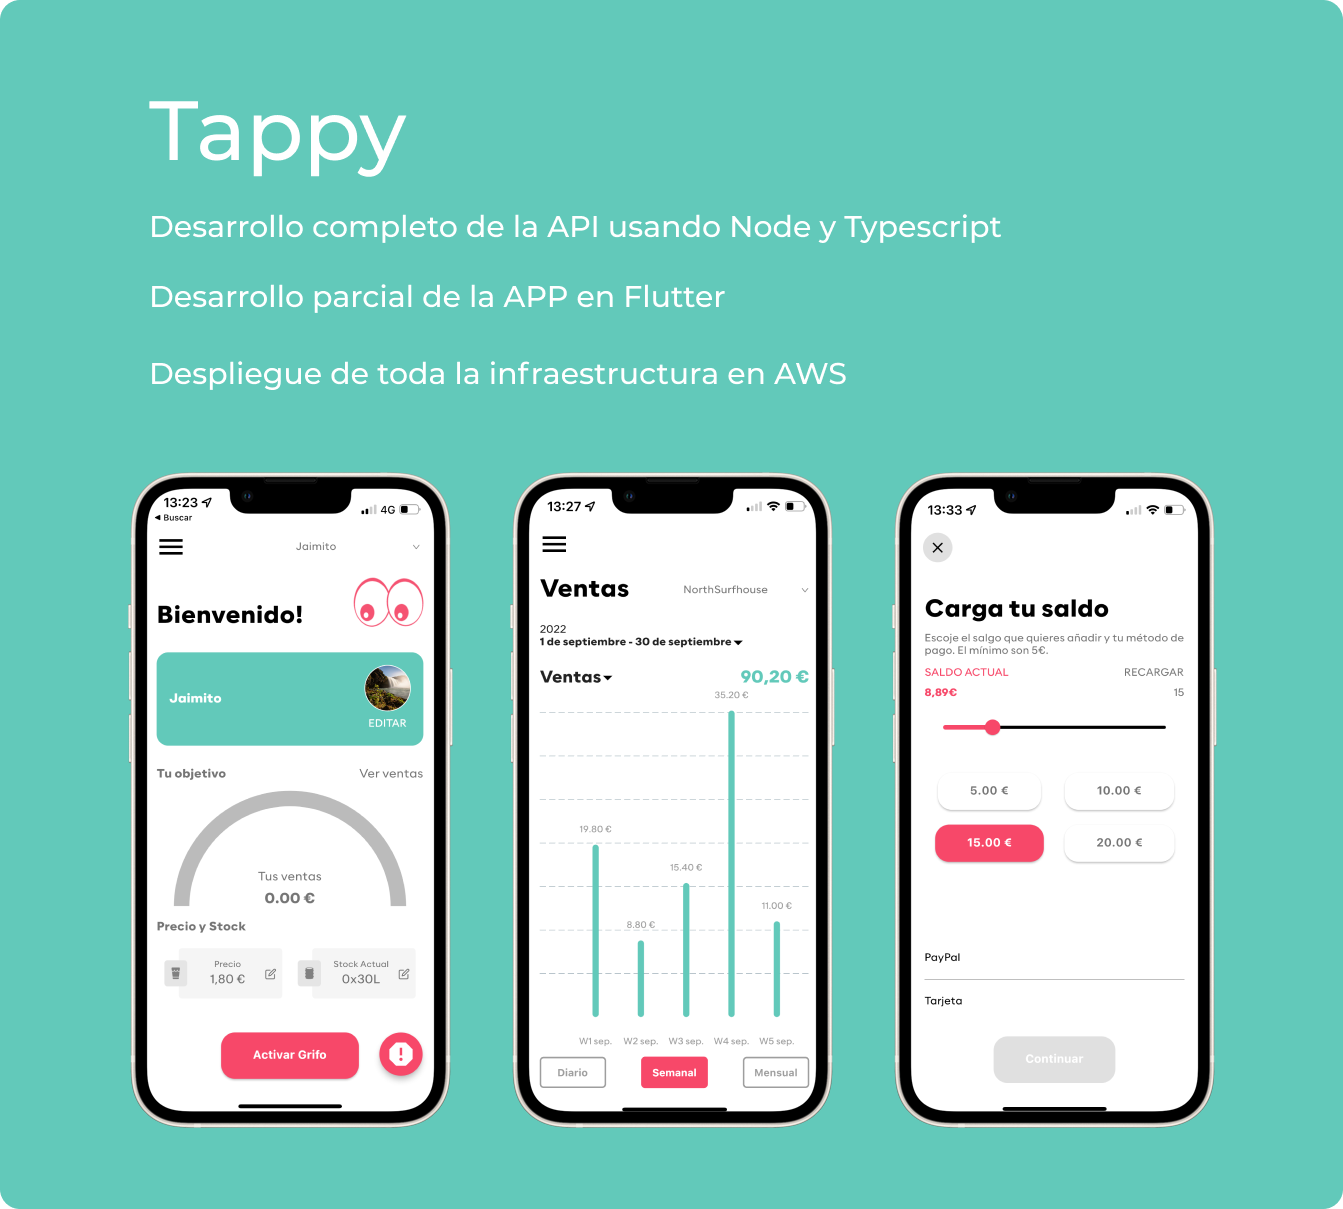 Tappy
Desarrollo completo de la API usando Node y Typescript
Desarrollo parcial de la APP en Flutter
Despliegue de toda la infraestructura en AWS
13:23
4G
Buscar
Jaimito
Bienvenido!
Jaimito
EDITAR
Tu objetivo
Ver ventas
Tus ventas
0.00 €
Precio y Stock
Precio
1,80 €
Stock Actual
0x30L
Activar Grifo
13:27
Ventas
NorthSurfhouse
2022
1 de septiembre - 30 de septiembre
Ventas
90,20 €
35.20 €
19.80 €
15.40 €
11.00 €
8.80 €
W1 sep. W2 sep. W3 sep. W4 sep. W5 sep.
Diario
Semanal
Mensual
13:33
Carga tu saldo
Escoje el salgo que quieres añadir y tu método de
pago. El mínimo son 5€.
SALDO ACTUAL
RECARGAR
8,89€
15
5.00 €
10.00 €
15.00 €
20.00 €
PayPal
Tarjeta
Continuar